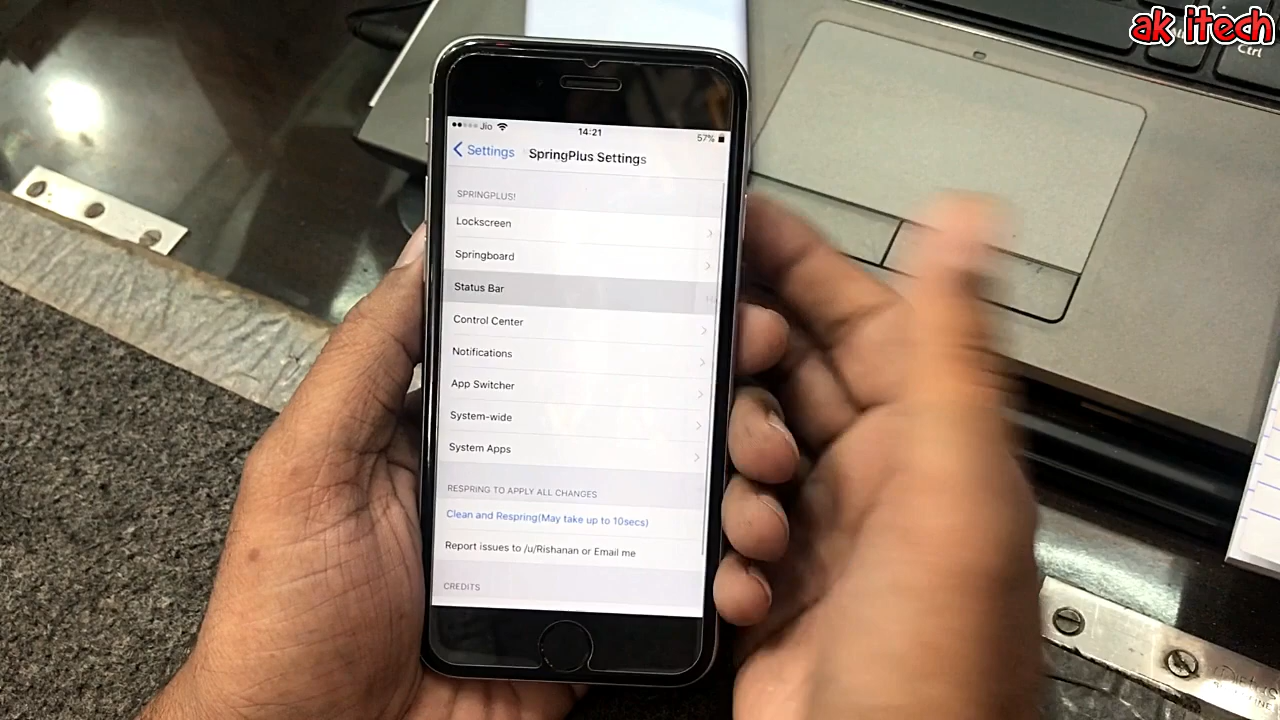 ak itech
Ctrl
Jio 14:21 57%
Settings SpringPlus Settings
SPRINGPLUS!
Lockscreen
Springboard
Status Bar
Control Center
Notifications
App Switcher
System-wide
System Apps
RESPRING TO APPLY ALL CHANGES
Clean and Respring(May take up to 10secs)
Report issues to /u/Rishanan or Email me
CREDITS